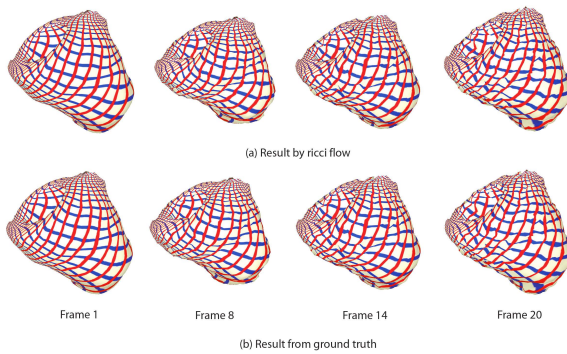 (a) Result by ricci flow
Frame 1 Frame 8 Frame 14 Frame 20
(b) Result from ground truth